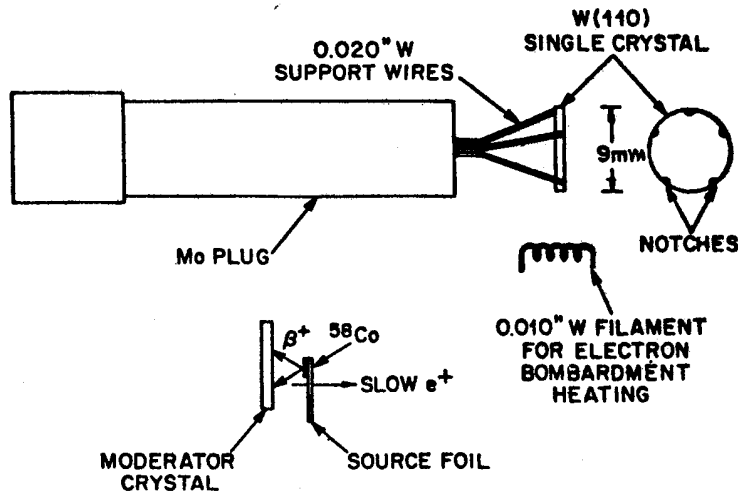 W(110)
SINGLE CRYSTAL
0.020" W
SUPPORT WIRES
9mm
Mo PLUG
NOTCHES
0.010" W FILAMENT
FOR ELECTRON
BOMBARDMENT
HEATING
β+
58Co
SLOW e+
MODERATOR
CRYSTAL
SOURCE FOIL